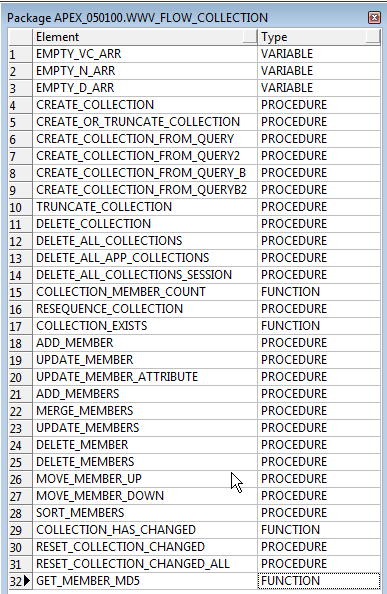 Package APEX_050100.WWV_FLOW_COLLECTION
Element Type
1 EMPTY_VC_ARR VARIABLE
2 EMPTY_N_ARR VARIABLE
3 EMPTY_D_ARR VARIABLE
4 CREATE_COLLECTION PROCEDURE
5 CREATE_OR_TRUNCATE_COLLECTION PROCEDURE
6 CREATE_COLLECTION_FROM_QUERY PROCEDURE
7 CREATE_COLLECTION_FROM_QUERY2 PROCEDURE
8 CREATE_COLLECTION_FROM_QUERY_B PROCEDURE
9 CREATE_COLLECTION_FROM_QUERYB2 PROCEDURE
10 TRUNCATE_COLLECTION PROCEDURE
11 DELETE_COLLECTION PROCEDURE
12 DELETE_ALL_COLLECTIONS PROCEDURE
13 DELETE_ALL_APP_COLLECTIONS PROCEDURE
14 DELETE_ALL_COLLECTIONS_SESSION PROCEDURE
15 COLLECTION_MEMBER_COUNT FUNCTION
16 RESEQUENCE_COLLECTION PROCEDURE
17 COLLECTION_EXISTS FUNCTION
18 ADD_MEMBER PROCEDURE
19 UPDATE_MEMBER PROCEDURE
20 UPDATE_MEMBER_ATTRIBUTE PROCEDURE
21 ADD_MEMBERS PROCEDURE
22 MERGE_MEMBERS PROCEDURE
23 UPDATE_MEMBERS PROCEDURE
24 DELETE_MEMBER PROCEDURE
25 DELETE_MEMBERS PROCEDURE
26 MOVE_MEMBER_UP PROCEDURE
27 MOVE_MEMBER_DOWN PROCEDURE
28 SORT_MEMBERS PROCEDURE
29 COLLECTION_HAS_CHANGED FUNCTION
30 RESET_COLLECTION_CHANGED PROCEDURE
31 RESET_COLLECTION_CHANGED_ALL PROCEDURE
32 GET_MEMBER_MD5 FUNCTION